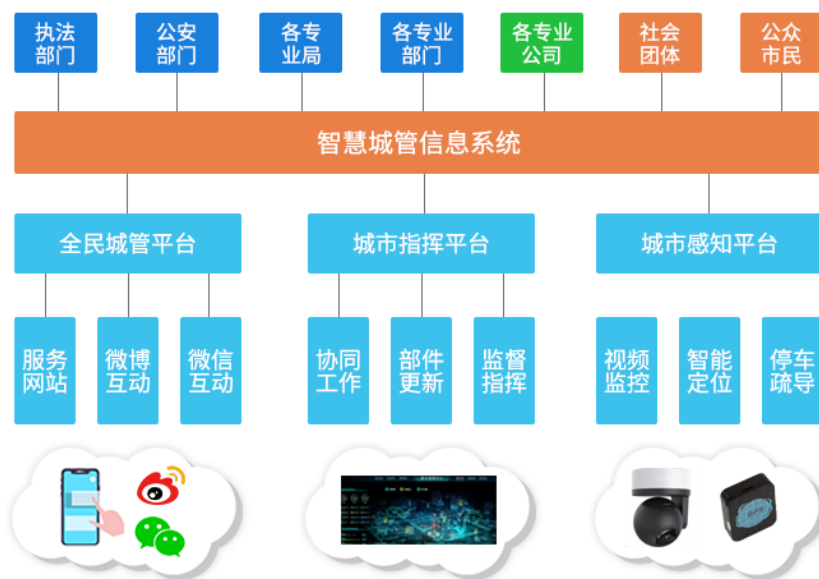 执法
部门
公安
部门
各专
业局
各专业
部门
各专业
公司
社会
团体
公众
市民
智慧城管信息系统
全民城管平台
城市指挥平台
城市感知平台
服务
网站
微博
互动
微信
互动
协同
工作
部件
更新
监督
指挥
视频
监控
智能
定位
停车
疏导